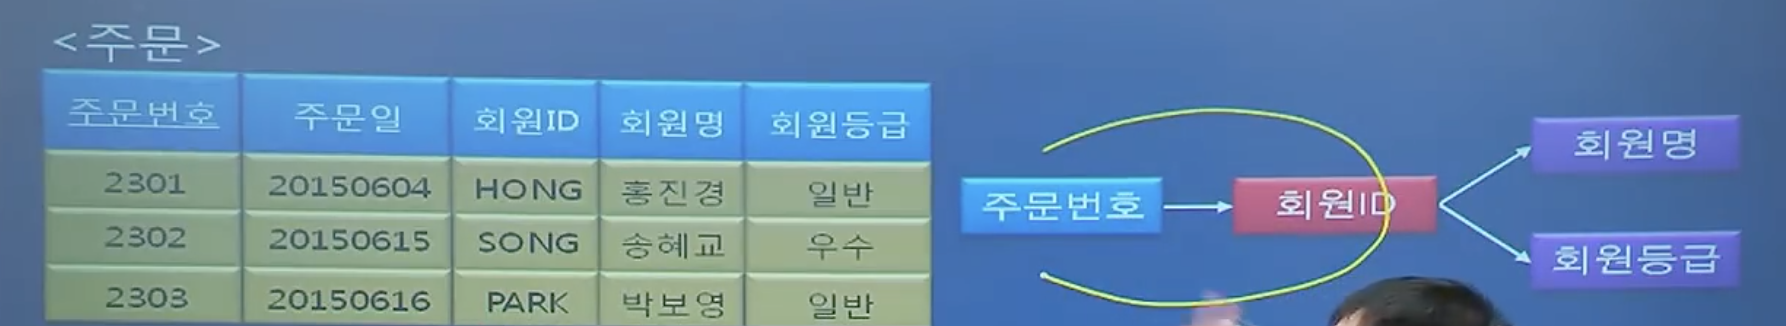 <주문>
주문번호 주문일 회원ID 회원명 회원등급
2301 20150604 HONG 홍진경 일반
2302 20150615 SONG 송혜교 우수
2303 20150616 PARK 박보영 일반
주문번호 회원ID 회원명
회원등급